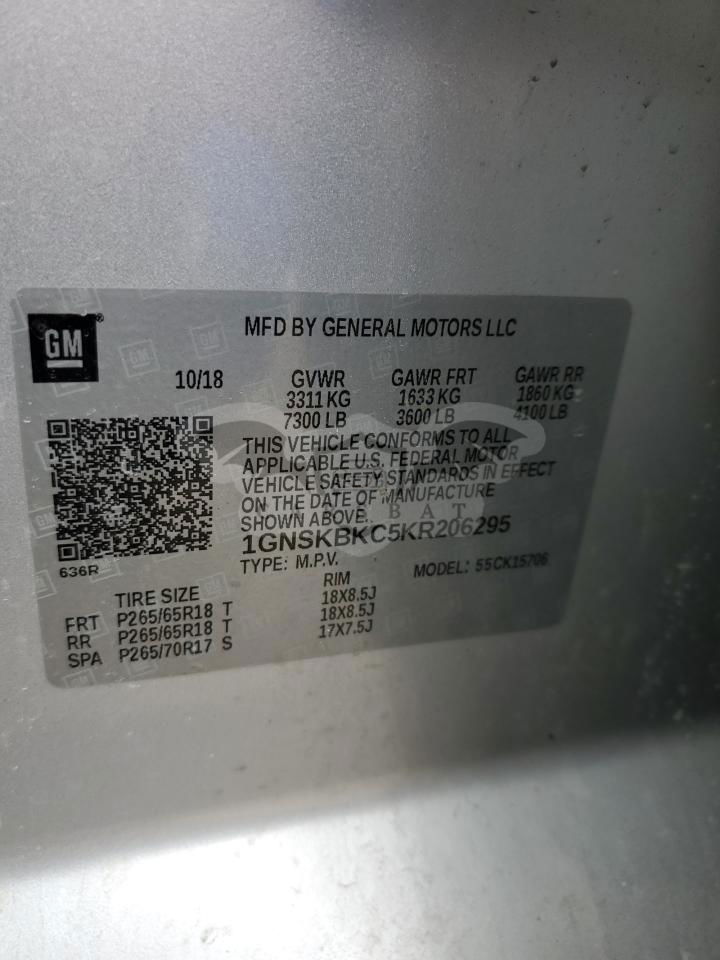 GM
MFD BY GENERAL MOTORS LLC
10/18 GVWR GAWR FRT GAWR RR
3311 KG 1633 KG 1860 KG
7300 LB 3600 LB 4100 LB
THIS VEHICLE CONFORMS TO ALL
APPLICABLE U.S. FEDERAL MOTOR
VEHICLE SAFETY STANDARDS IN EFFECT
ON THE DATE OF MANUFACTURE
SHOWN ABOVE.
1GNSKBKC5KR206295
636R
TYPE: M.P.V. MODEL: 55CK15706
TIRE SIZE RIM
FRT P265/65R18 T 18X8.5J
RR P265/65R18 T 18X8.5J
SPA P265/70R17 S 17X7.5J